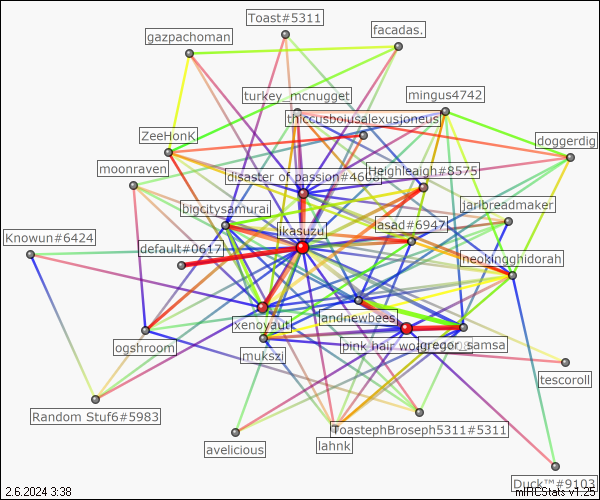 Toast#5311
facadas.
gazpachoman
turkey_mcnugget
mingus4742
thiccusboiusalexusjoneus
ZeeHonK
doggerdig
moonraven
disaster of passion#4668
Heighleaigh#8575
bigcitysamurai
jaribreadmaker
asad#6947
ikasuzu
Knowun#6424
default#0617
neokingghidorah
xenoyaut
andnewbees
ogshroom
mukszi
pink hair wo
gregor_samsa
tescoroll
Random Stuf6#5983
ToastephBroseph5311#5311
avelicious
lahnk
Duck™#9103
2.6.2024 3:38
mIRCStats v1.25